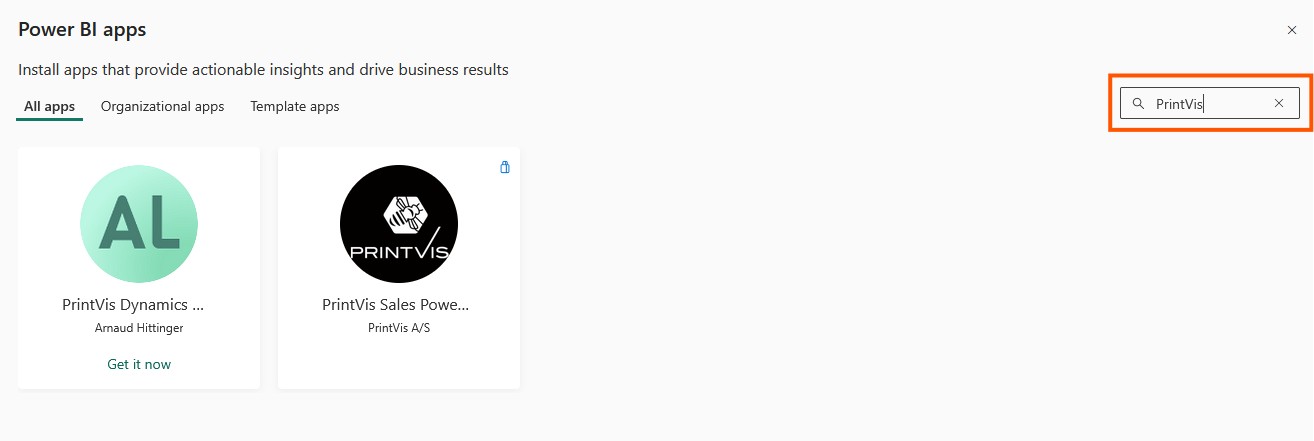 Power BI apps
Install apps that provide actionable insights and drive business results
All apps Organizational apps Template apps
PrintVis
AL
PRINTVIS
PrintVis Dynamics ...
PrintVis Sales Powe...
Arnaud Hittinger
PrintVis A/S
Get it now